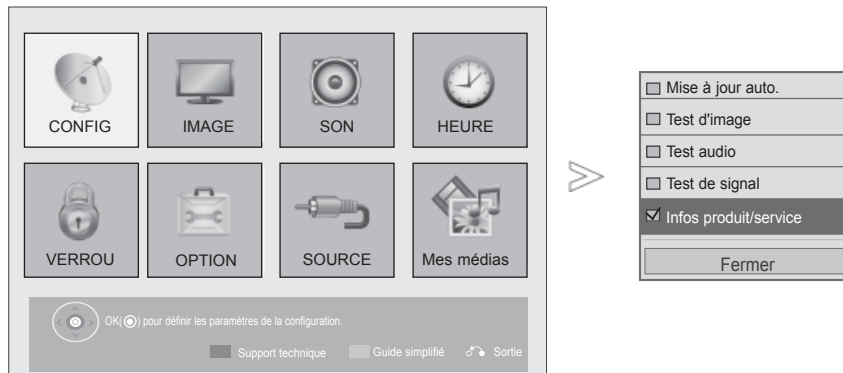 CONFIG
IMAGE
SON
HEURE
VERROU
OPTION
SOURCE
Mes médias
OK(◉) pour définir les paramètres de la configuration.
Support technique
Guide simplifié
Sortie
Mise à jour auto.
Test d'image
Test audio
Test de signal
Infos produit/service
Fermer